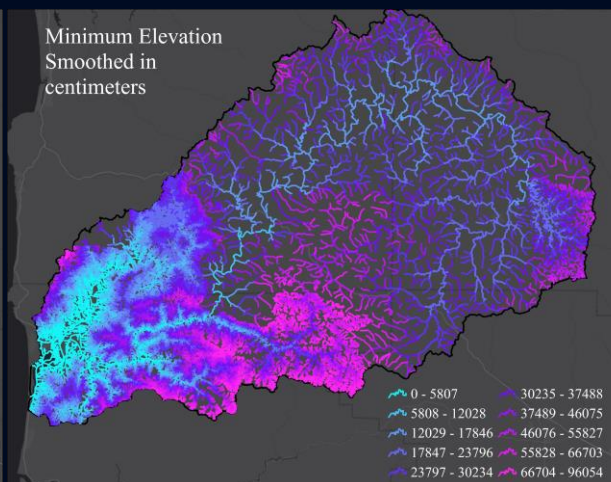 Minimum Elevation
Smoothed in
centimeters
0 - 5807
5808 - 12028
12029 - 17846
17847 - 23796
23797 - 30234
30235 - 37488
37489 - 46075
46076 - 55827
55828 - 66703
66704 - 96054